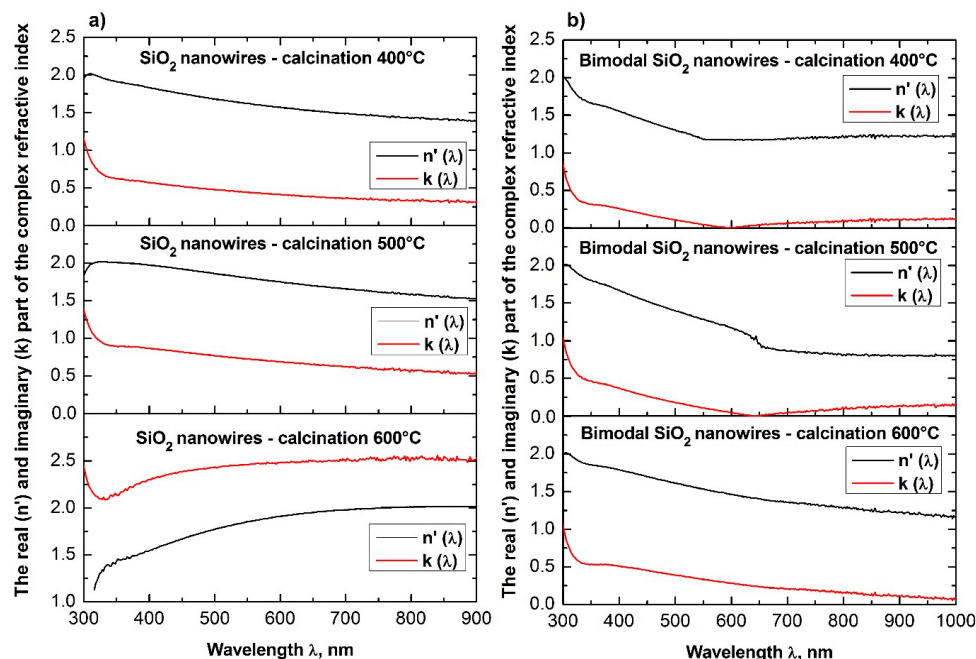 a)
The real (n') and imaginary (k) part of the complex refractive index
2.5
2.0
1.5
1.0
0.5
0.0
SiO2 nanowires - calcination 400°C
n' (λ)
k (λ)
2.0
1.5
1.0
0.5
0.0
SiO2 nanowires - calcination 500°C
n' (λ)
k (λ)
3.0
2.5
2.0
1.5
1.0
SiO2 nanowires - calcination 600°C
n' (λ)
k (λ)
300 400 500 600 700 800 900
Wavelength λ, nm
b)
The real (n') and imaginary (k) part of the complex refractive index
2.5
2.0
1.5
1.0
0.5
0.0
Bimodal SiO2 nanowires - calcination 400°C
n' (λ)
k (λ)
2.0
1.5
1.0
0.5
0.0
Bimodal SiO2 nanowires - calcination 500°C
n' (λ)
k (λ)
2.0
1.5
1.0
0.5
0.0
Bimodal SiO2 nanowires - calcination 600°C
n' (λ)
k (λ)
300 400 500 600 700 800 900 1000
Wavelength λ, nm